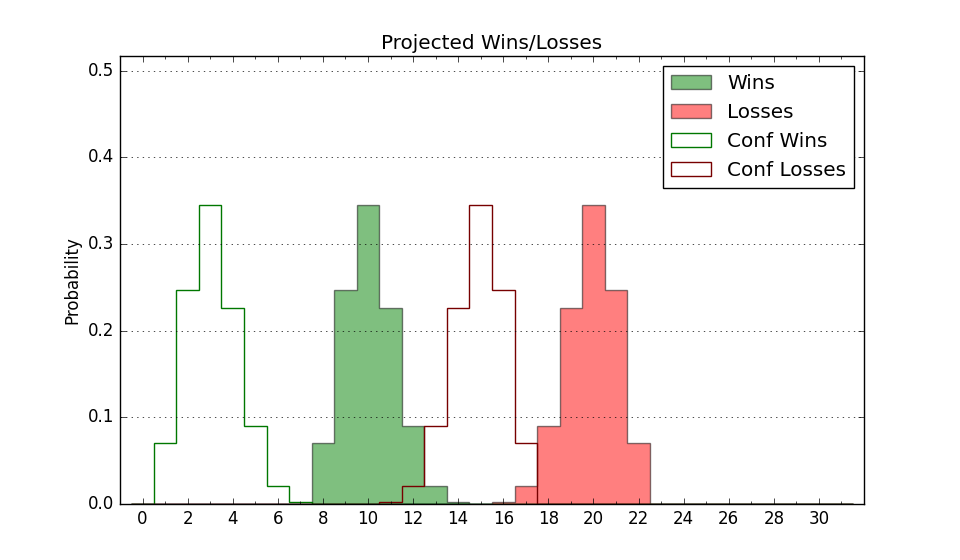 Projected Wins/Losses
Wins
Losses
Conf Wins
Conf Losses
Probability
0.5
0.4
0.3
0.2
0.1
0.0
0 2 4 6 8 10 12 14 16 18 20 22 24 26 28 30